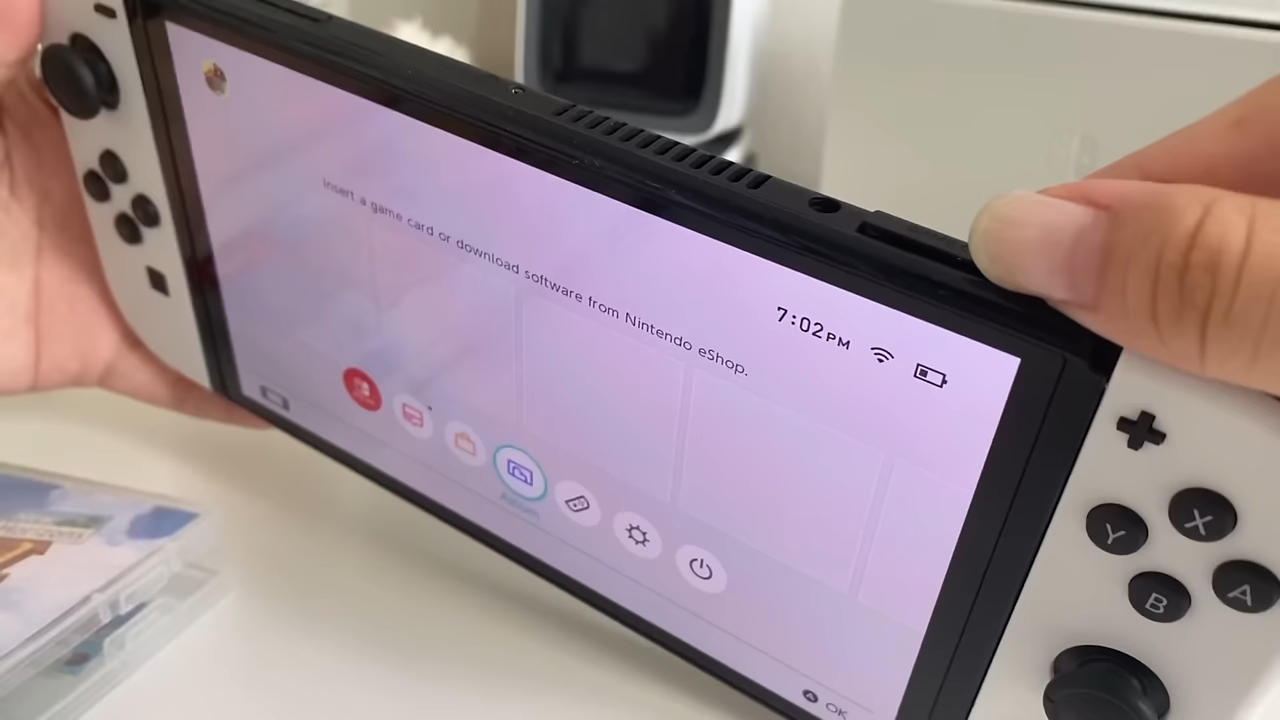 Insert a game card or download software from Nintendo eShop.
7:02PM
Album
OK
X
Y
A
B